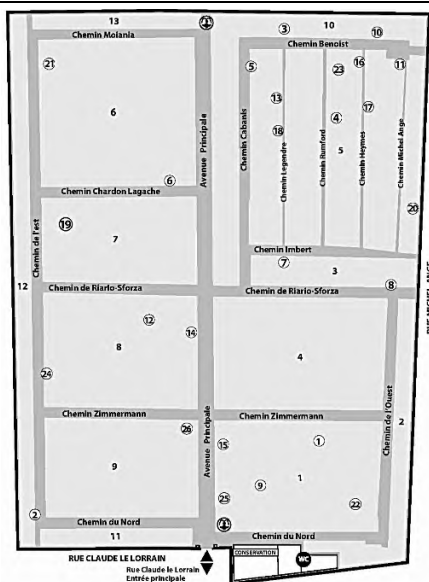 13
10
3
10
Chemin Molania
Chemin Benoist
21
5
23
16
11
6
13
17
18
4
5
Avenue Principale
Chemin Cabanis
Chemin Legendre
Chemin Rumford
Chemin Heymes
Chemin Michel Ange
6
Chemin Chardon Lagache
20
19
7
Chemin de l'est
Chemin Imbert
7
3
12
Chemin de Riario-Sforza
Chemin de Riario-Sforza
8
RUE MICHEL ANGE
12
14
8
4
24
Chemin de l'Ouest
2
Chemin Zimmermann
Chemin Zimmermann
26
Avenue Principale
15
1
9
1
9
25
22
2
Chemin du Nord
11
Chemin du Nord
RUE CLAUDE LE LORRAIN
Rue Claude le Lorrain
Entrée principale
CONSERVATION
WC